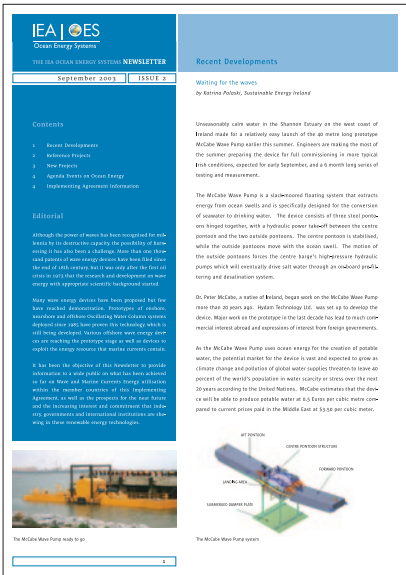 IEA | OES
Ocean Energy Systems
THE IEA OCEAN ENERGY SYSTEMS NEWSLETTER
September 2003
ISSUE 2
Contents
1 Recent Developments
2 Reference Projects
3 New Projects
4 Agenda Events on Ocean Energy
4 Implementing Agreement Information
Editorial
Although the power of waves has been recognised for mil-
lennia by its destructive capacity, the possibility of harn-
essing it has also been a challenge. More than one thou-
sand patents of wave energy devices have been filed since
the end of 18th century, but it was only after the first oil
crisis in 1973 that the research and development on wave
energy with appropriate scientific background started.
Many wave energy devices have been proposed but few
have reached demonstration. Prototypes of onshore,
nearshore and offshore Oscillating Water Column systems
deployed since 1985 have proven this technology, which is
still being developed. Various offshore wave energy devi-
ces are reaching the prototype stage as well as devices to
exploit the energy resource that marine currents contain.
It has been the objective of this Newsletter to provide
information to a wide public on what has been achieved
so far on Wave and Marine Currents Energy utilisation
within the member countries of this Implementing
Agreement, as well as the prospects for the near future
and the increasing interest and commitment that indu-
stry, governments and international institutions are sho-
wing in these renewable energy technologies.
The McCabe Wave Pump ready to go
1
Recent Developments
Waiting for the waves
by Katrina Polaski, Sustainable Energy Ireland
Unseasonably calm water in the Shannon Estuary on the west coast of
Ireland made for a relatively easy launch of the 40 metre long prototype
McCabe Wave Pump earlier this summer. Engineers are making the most of
the summer preparing the device for full commissioning in more typical
Irish conditions, expected for early September, and a 6 month long series of
testing and measurement.
The McCabe Wave Pump is a slack-moored floating system that extracts
energy from ocean swells and is specifically designed for the conversion
of seawater to drinking water. The device consists of three steel ponto-
ons hinged together, with a hydraulic power take-off between the centre
pontoon and the two outside pontoons. The centre pontoon is stabilised,
while the outside pontoons move with the ocean swell. The motion of
the outside pontoons forces the centre barge's high-pressure hydraulic
pumps which will eventually drive salt water through an on-board pre-fil-
tering and desalination system.
Dr. Peter McCabe, a native of Ireland, began work on the McCabe Wave Pump
more than 20 years ago. Hydam Technology Ltd. was set up to develop the
device. Major work on the prototype in the last decade has lead to much com-
mercial interest abroad and expressions of interest from foreign governments.
As the McCabe Wave Pump uses ocean energy for the creation of potable
water, the potential market for the device is vast and expected to grow as
climate change and pollution of global water supplies threaten to leave 40
percent of the world's population in water scarcity or stress over the next
20 years according to the United Nations. McCabe estimates that the devi-
ce will be able to produce potable water at 0.5 Euros per cubic metre com-
pared to current prices paid in the Middle East at $3.50 per cubic meter.
AFT PONTOON
CENTRE PONTOON STRUCTURE
FORWARD PONTOON
LANDING AREA
SUBMERGED DAMPER PLATE
The McCabe Wave Pump system